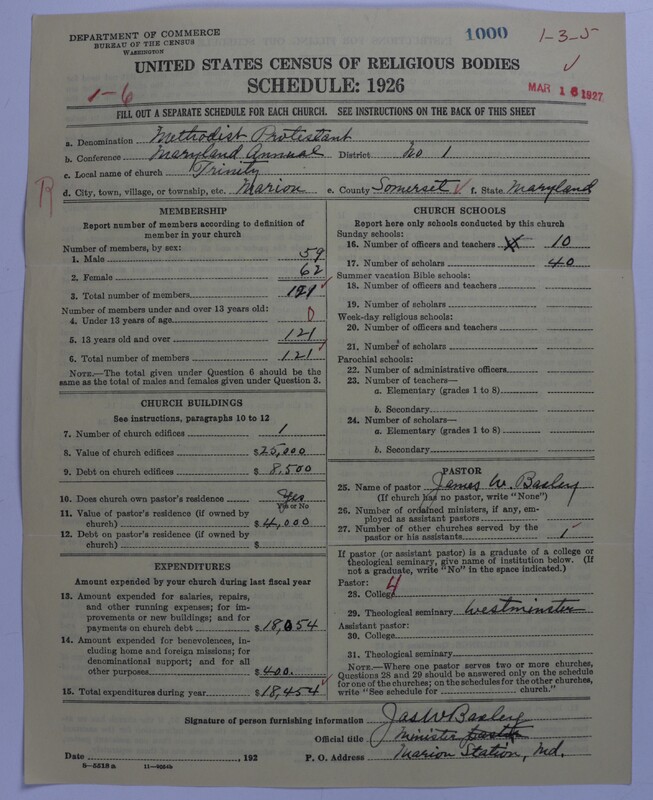 DEPARTMENT OF COMMERCE
BUREAU OF THE CENSUS
WASHINGTON
1000
1-3-5
UNITED STATES CENSUS OF RELIGIOUS BODIES
SCHEDULE: 1926
1-6
MAR 16 1927
FILL OUT A SEPARATE SCHEDULE FOR EACH CHURCH. SEE INSTRUCTIONS ON THE BACK OF THIS SHEET
a. Denomination Methodist Protestant
b. Conference Maryland Annual District No 1
c. Local name of church Trinity
R
d. City, town, village, or township, etc. Marion e. County Somerset f. State Maryland
MEMBERSHIP
Report number of members according to definition of
member in your church
Number of members, by sex:
1. Male 59
2. Female 62
3. Total number of members 121
Number of members under and over 13 years old:
4. Under 13 years of age 0
5. 13 years old and over 121
6. Total number of members 121
NOTE.—The total given under Question 6 should be
same as the total of males and females given under Question 3.
CHURCH BUILDINGS
See instructions, paragraphs 10 to 12
7. Number of church edifices 1
8. Value of church edifices $25,000
9. Debt on church edifices $ 8,500
10. Does church own pastor's residence Yes
Yes or No
11. Value of pastor's residence (if owned by
church) $4,000
12. Debt on pastor's residence (if owned by
church) $
EXPENDITURES
Amount expended by your church during last fiscal year
13. Amount expended for salaries, repairs,
and other running expenses; for im-
provements or new buildings; and for
payments on church debt $18,054
14. Amount expended for benevolences, in-
cluding home and foreign missions; for
denominational support; and for all
other purposes $400.
15. Total expenditures during year $18,454
CHURCH SCHOOLS
Report here only schools conducted by this church
Sunday schools:
16. Number of officers and teachers 10
17. Number of scholars 40
Summer vacation Bible schools:
18. Number of officers and teachers
19. Number of scholars
Week-day religious schools:
20. Number of officers and teachers
21. Number of scholars
Parochial schools:
22. Number of administrative officers
23. Number of teachers—
a. Elementary (grades 1 to 8)
b. Secondary
24. Number of scholars—
a. Elementary (grades 1 to 8)
b. Secondary
PASTOR
25. Name of pastor James W. Basley
(If church has no pastor, write "None")
26. Number of ordained ministers, if any, em-
ployed as assistant pastors
27. Number of other churches served by the
pastor or his assistants 1
If pastor (or assistant pastor) is a graduate of a college or
theological seminary, give name of institution below. (If
not a graduate, write "No" in the space indicated.)
Pastor:
28. College 4
29. Theological seminary Westminster
Assistant pastor:
30. College
31. Theological seminary
NOTE.—Where one pastor serves two or more churches,
Questions 28 and 29 should be answered only on the schedule
for one of the churches; on the schedules for the other churches,
write "See schedule for church."
Signature of person furnishing information Jas W Basley
Official title Minister
Date , 192 P. O. Address Marion Station, Md.
8—5518 a 11—9554b